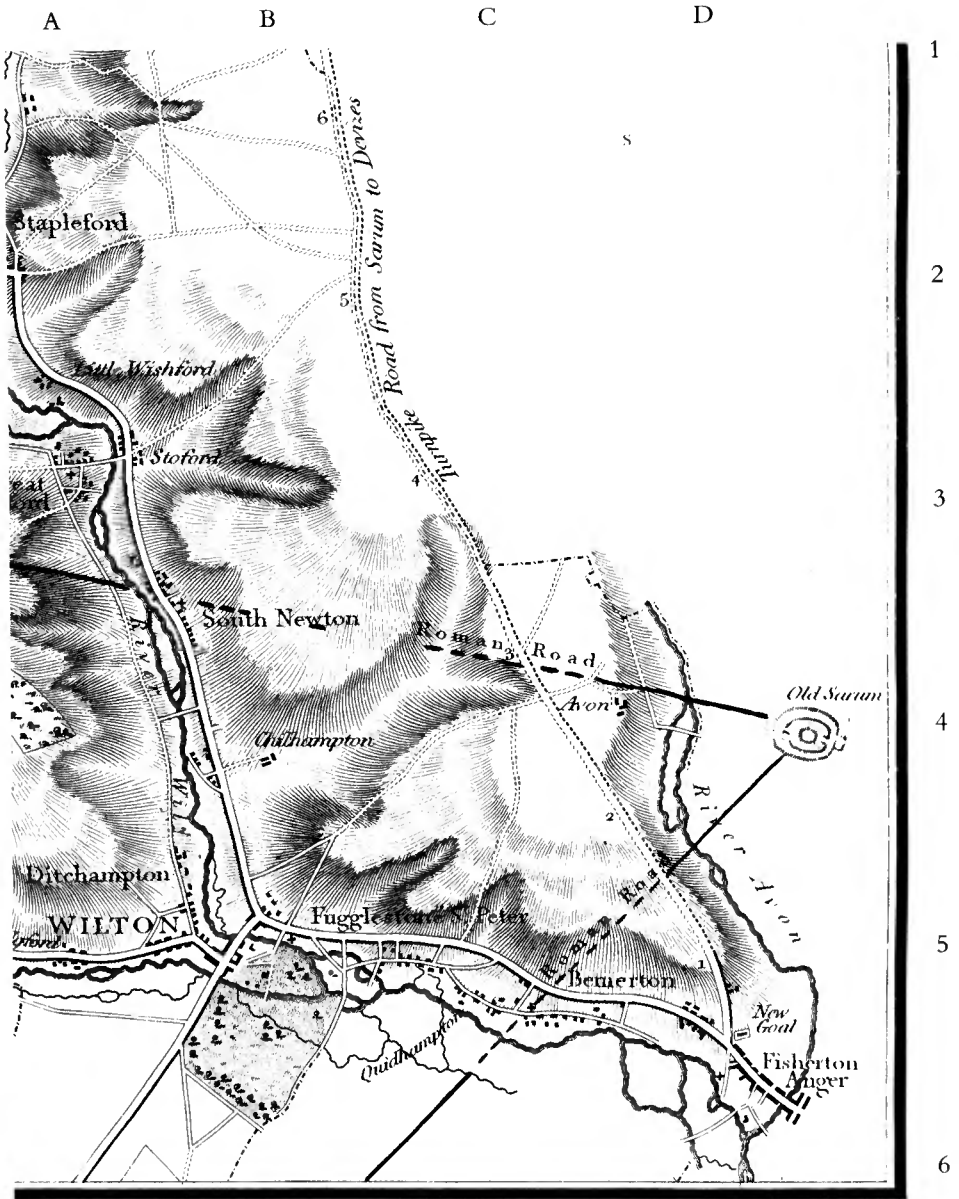 A B C D
1
6
s
Turnpike Road from Sarum to Devizes
Stapleford
2
5
Littl. Wishford
Stoford
4
3
South Newton
Roman Road
3
River Wily
Avon
Old Sarum
4
Chilhampton
2
River Avon
Ditchampton
Roman Road
WILTON
Fugglestone St. Peter
5
1
Bemerton
New
Goal
Quidhampton
Fisherton
Anger
6